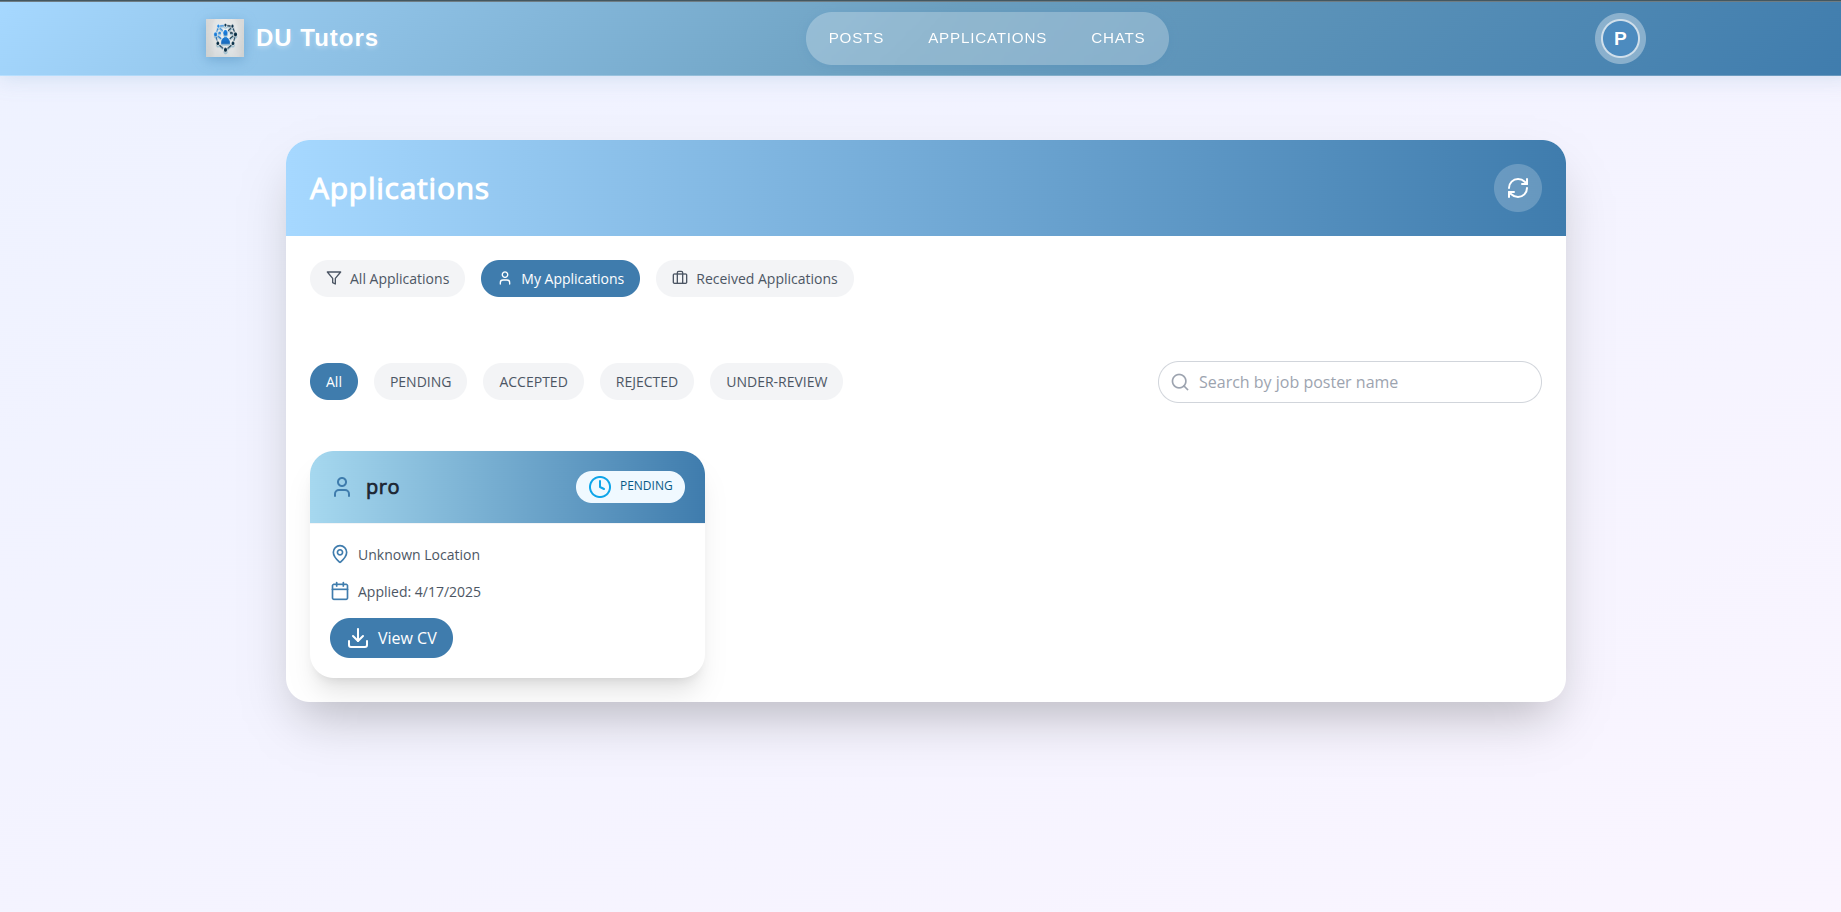 DU Tutors
POSTS APPLICATIONS CHATS
P
Applications
All Applications My Applications Received Applications
All PENDING ACCEPTED REJECTED UNDER-REVIEW Search by job poster name
pro PENDING
Unknown Location
Applied: 4/17/2025
View CV